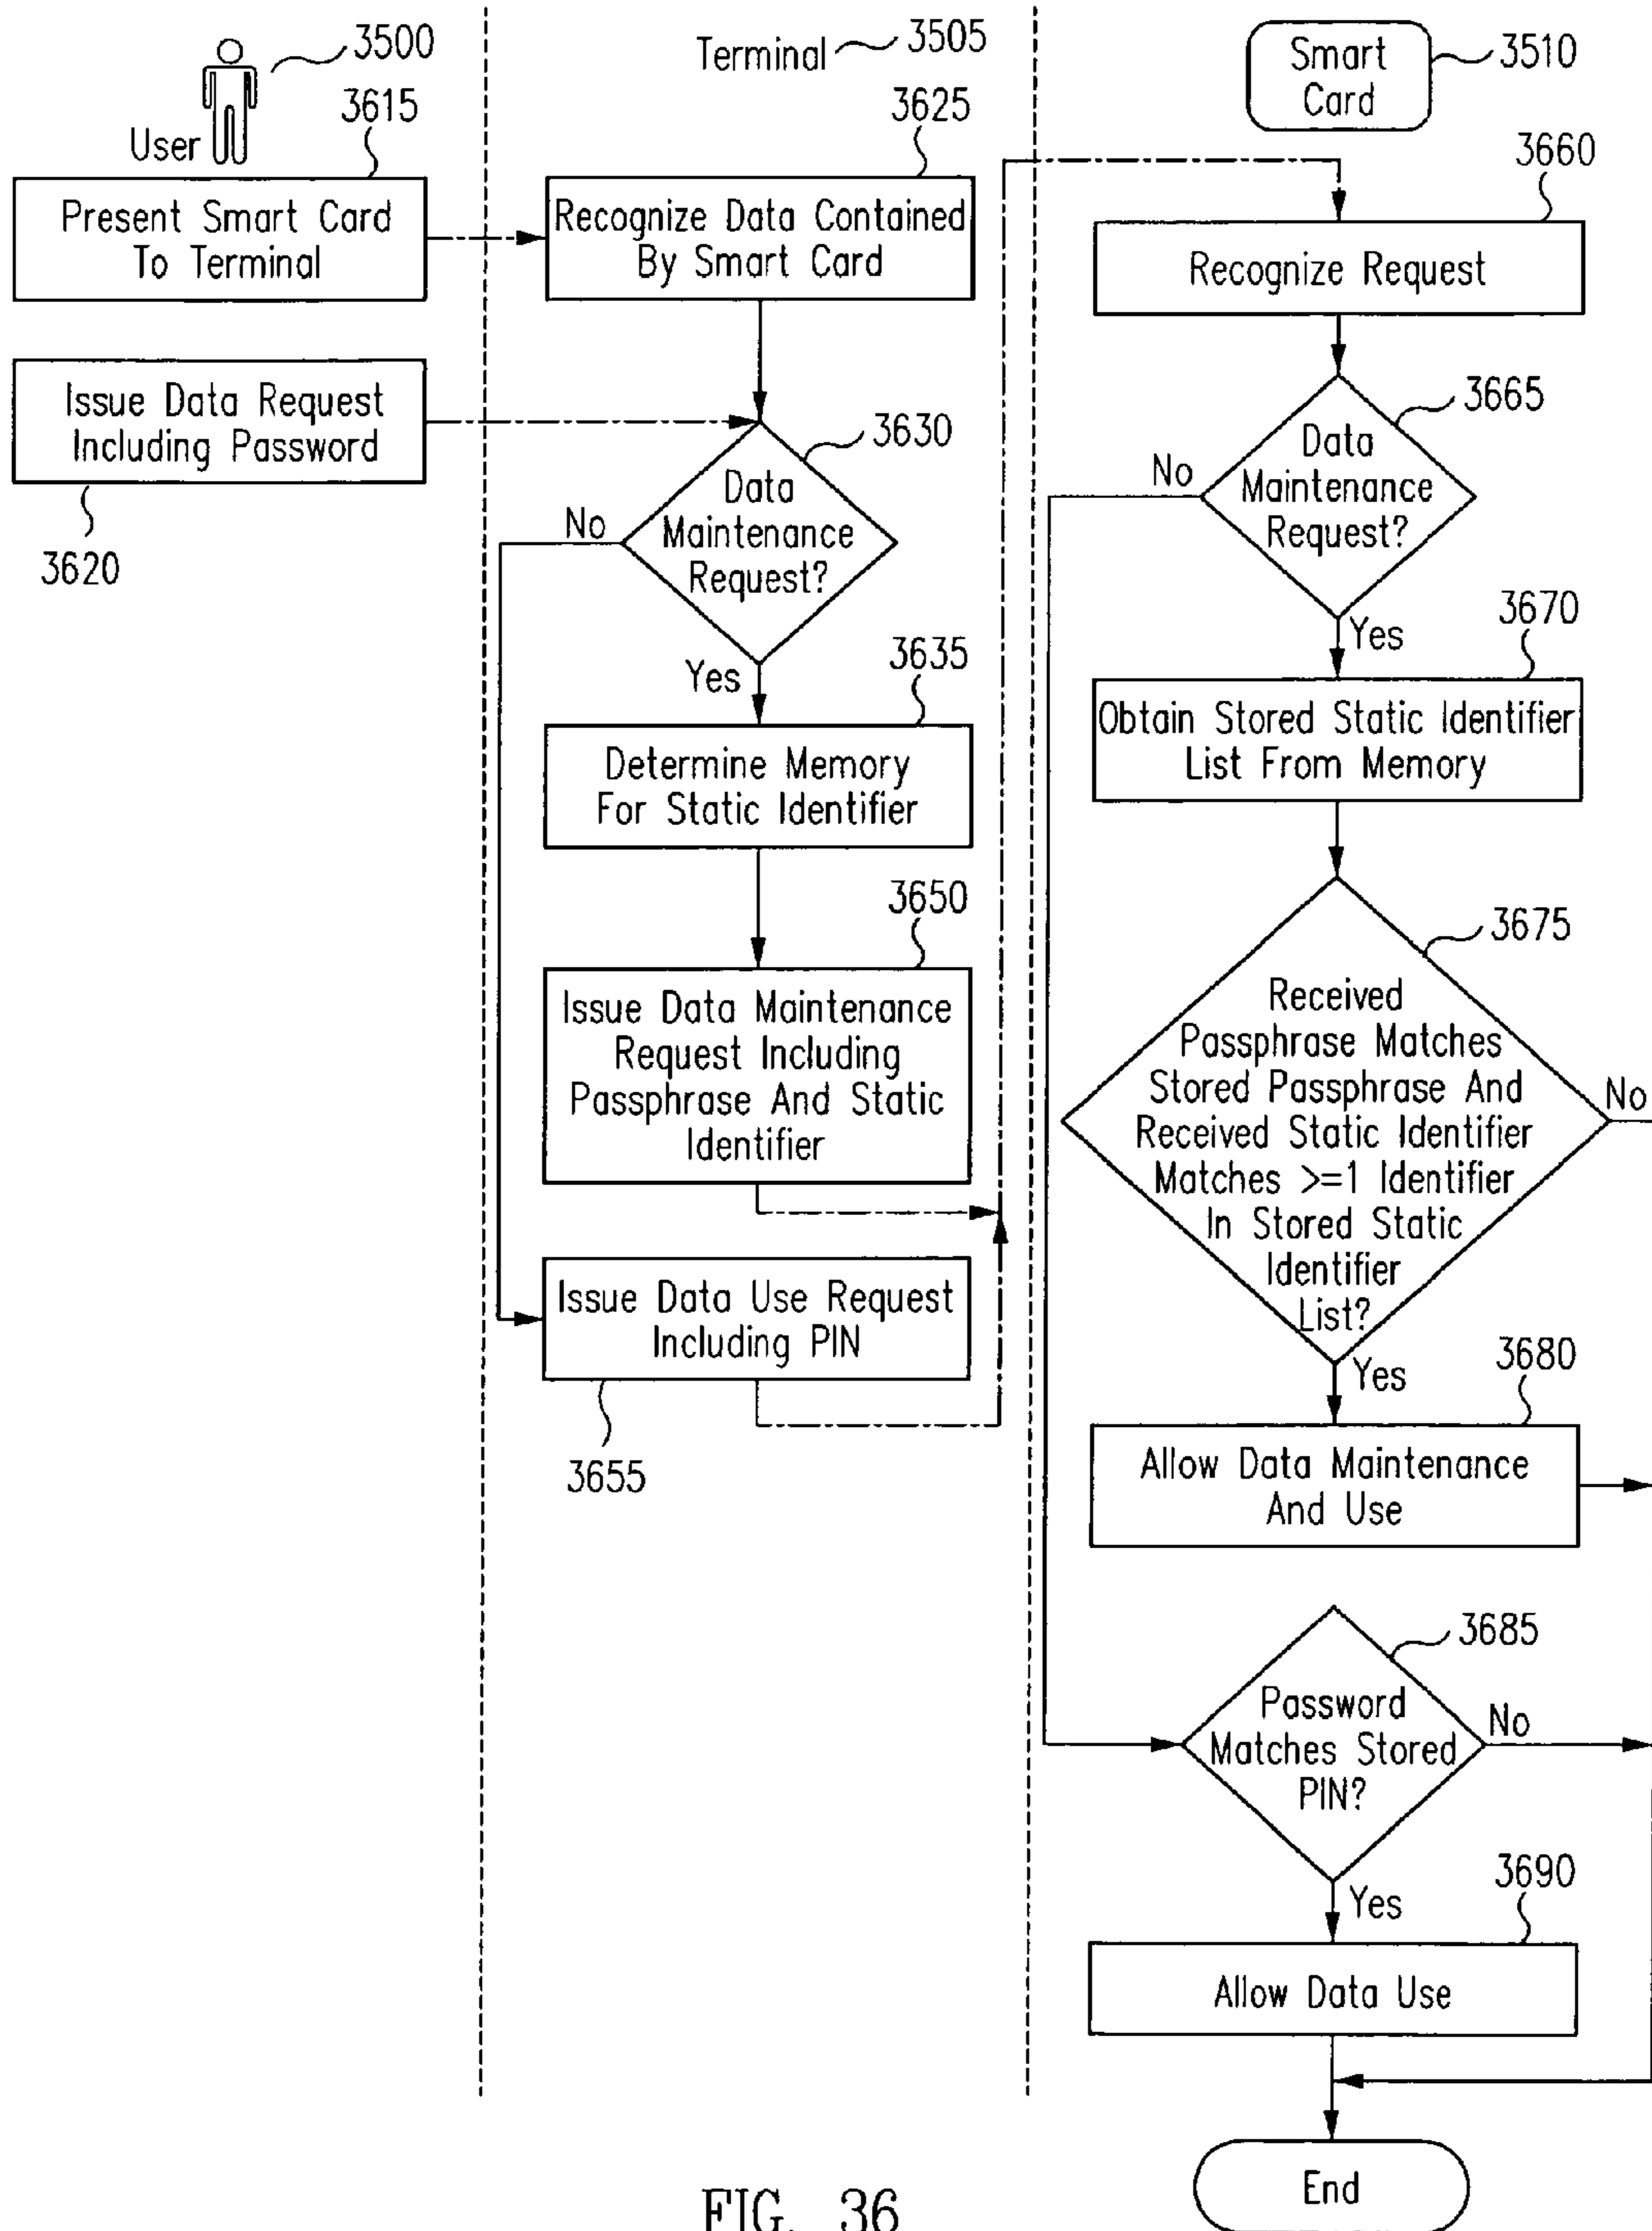 User
3500
3615
Present Smart Card
To Terminal
Issue Data Request
Including Password
3620
Terminal
3505
3625
Recognize Data Contained
By Smart Card
3630
Data
Maintenance
Request?
No
Yes
3635
Determine Memory
For Static Identifier
3650
Issue Data Maintenance
Request Including
Passphrase And Static
Identifier
Issue Data Use Request
Including PIN
3655
Smart
Card
3510
3660
Recognize Request
3665
Data
Maintenance
Request?
No
Yes
3670
Obtain Stored Static Identifier
List From Memory
3675
Received
Passphrase Matches
Stored Passphrase And
Received Static Identifier
Matches >=1 Identifier
In Stored Static
Identifier
List?
No
Yes
3680
Allow Data Maintenance
And Use
3685
Password
Matches Stored
PIN?
No
Yes
3690
Allow Data Use
End
FIG. 36